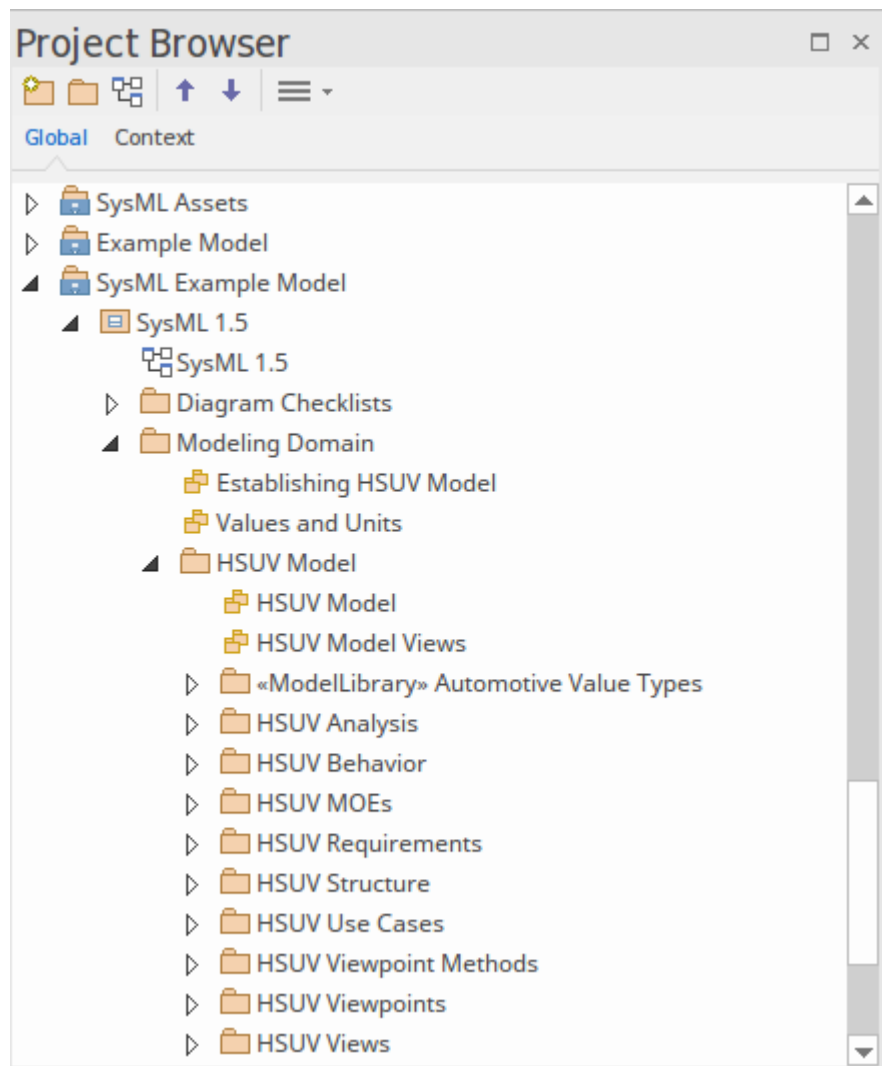 Project Browser
Global Context
SysML Assets
Example Model
SysML Example Model
SysML 1.5
SysML 1.5
Diagram Checklists
Modeling Domain
Establishing HSUV Model
Values and Units
HSUV Model
HSUV Model
HSUV Model Views
«ModelLibrary» Automotive Value Types
HSUV Analysis
HSUV Behavior
HSUV MOEs
HSUV Requirements
HSUV Structure
HSUV Use Cases
HSUV Viewpoint Methods
HSUV Viewpoints
HSUV Views